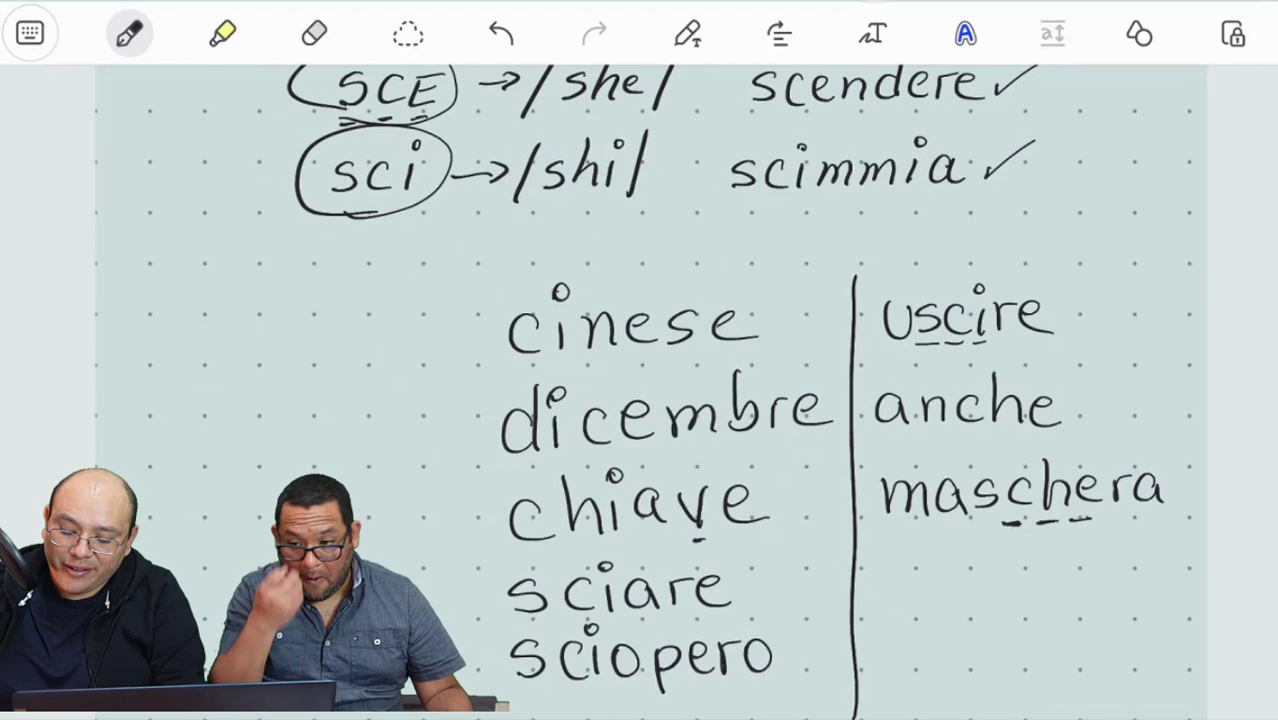 SCE → /she/ scendere ✓
sci → /shi/ scimmia ✓
cinese
dicembre
chiave
sciare
sciopero
uscire
anche
maschera